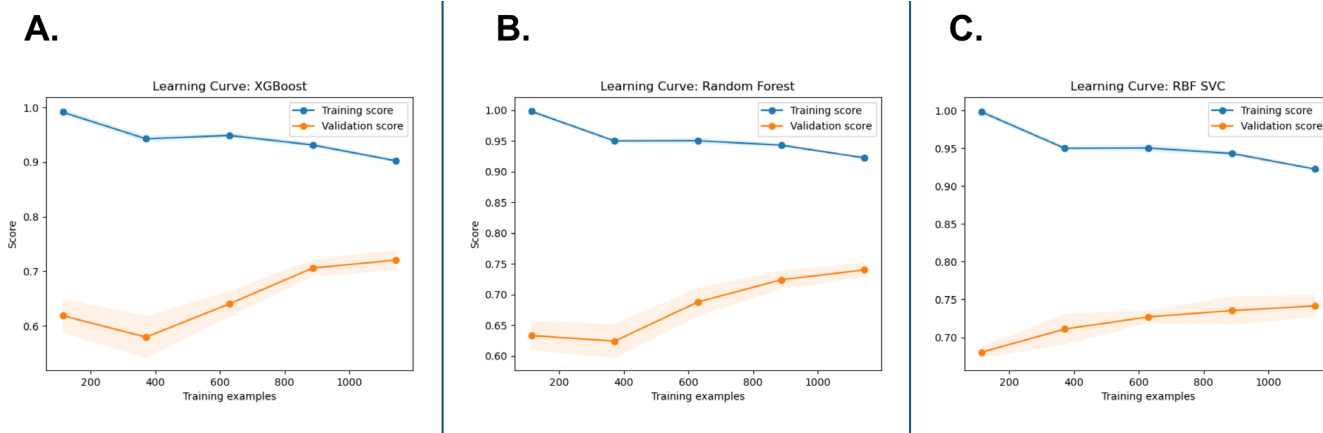 A.
Learning Curve: XGBoost
Training score
Validation score
1.0
0.9
0.8
0.7
0.6
Score
200 400 600 800 1000
Training examples
B.
Learning Curve: Random Forest
Training score
Validation score
1.00
0.95
0.90
0.85
0.80
0.75
0.70
0.65
0.60
Score
200 400 600 800 1000
Training examples
C.
Learning Curve: RBF SVC
Training score
Validation score
1.00
0.95
0.90
0.85
0.80
0.75
0.70
Score
200 400 600 800 1000
Training examples